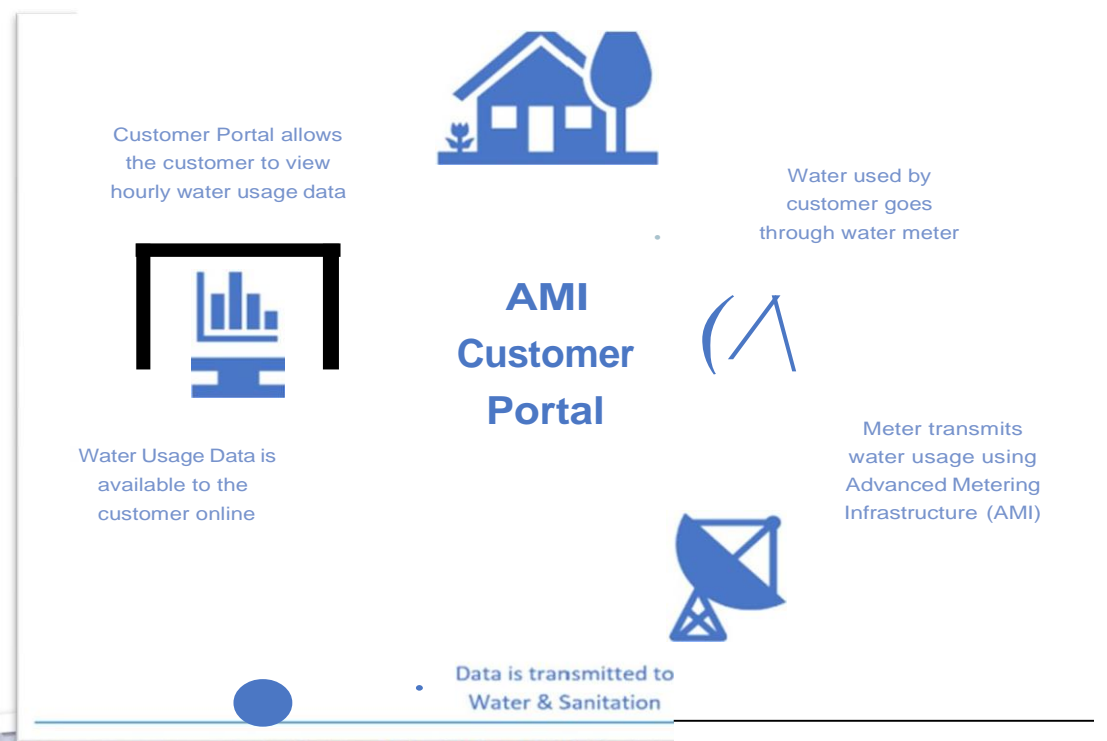 Customer Portal allows
the customer to view
hourly water usage data
Water used by
customer goes
through water meter
AMI
Customer
Portal
Meter transmits
water usage using
Advanced Metering
Infrastructure (AMI)
Water Usage Data is
available to the
customer online
Data is transmitted to
Water & Sanitation